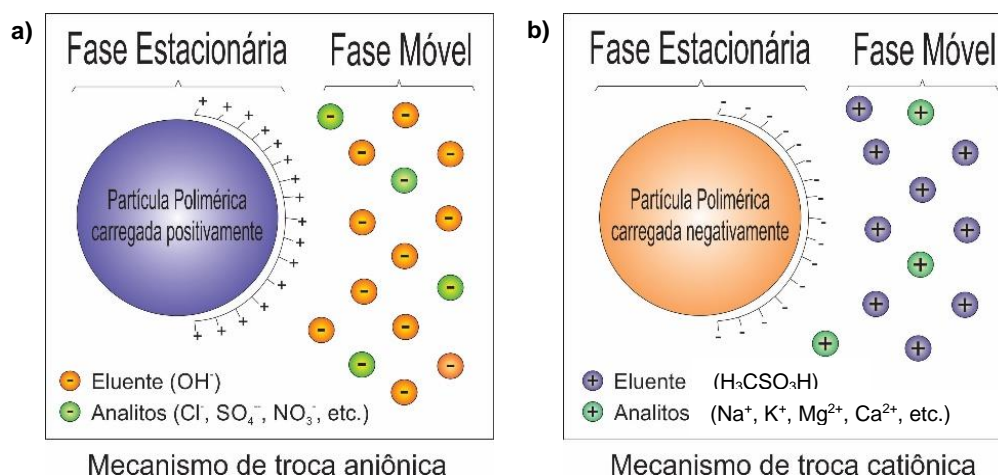 a)
Fase Estacionária Fase Móvel
Partícula Polimérica
carregada positivamente
Eluente (OH⁻)
Analitos (Cl⁻, SO₄⁻⁻, NO₃⁻, etc.)
Mecanismo de troca aniônica
b)
Fase Estacionária Fase Móvel
Partícula Polimérica
carregada negativamente
Eluente (H₃CSO₃H)
Analitos (Na⁺, K⁺, Mg²⁺, Ca²⁺, etc.)
Mecanismo de troca catiônica